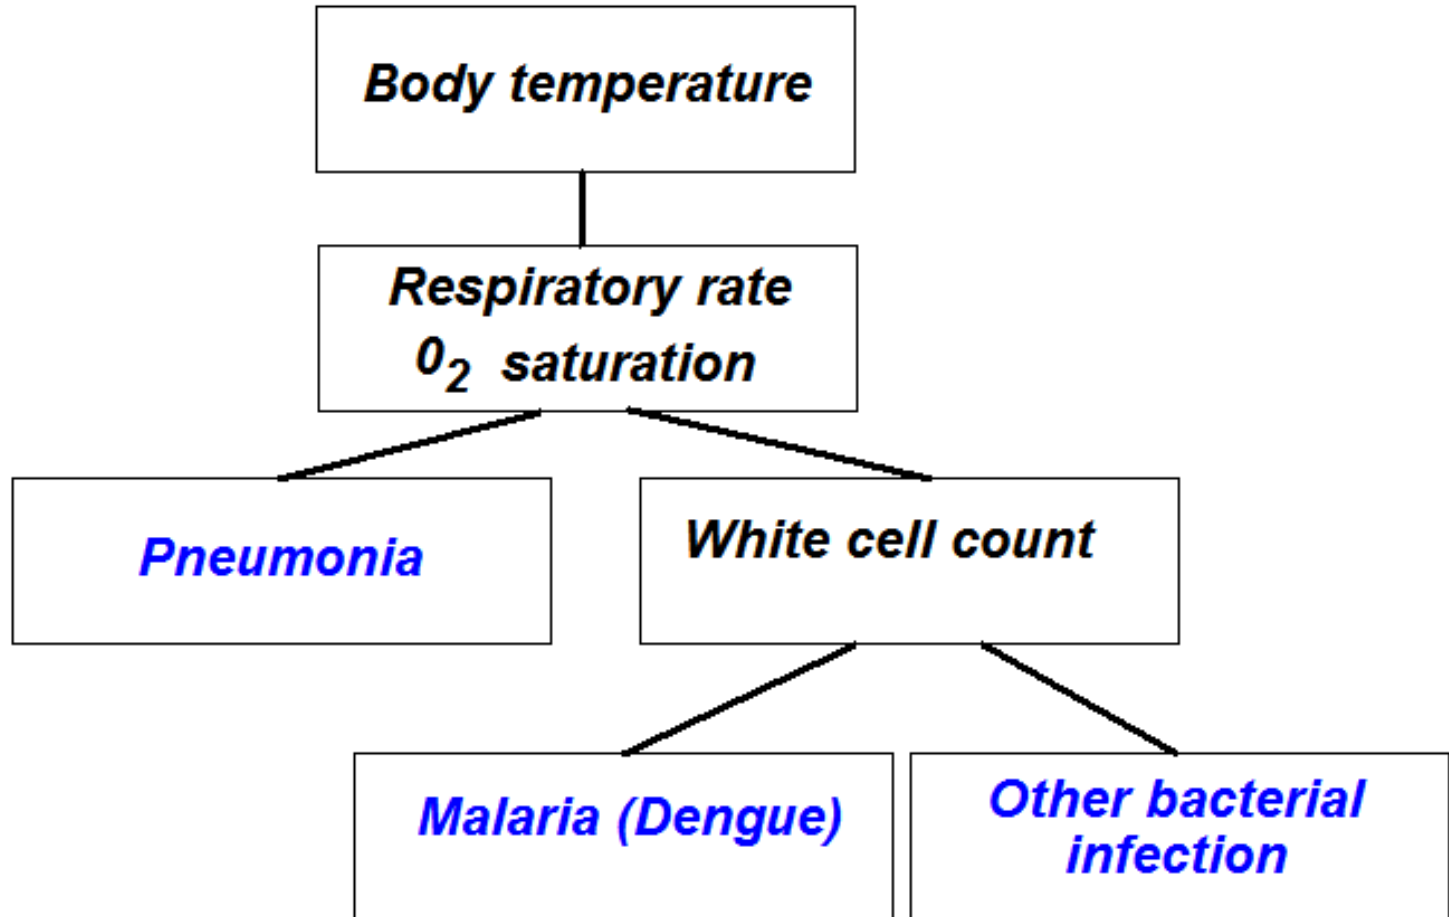 Body temperature
Respiratory rate
0₂ saturation
Pneumonia
White cell count
Malaria (Dengue)
Other bacterial
infection